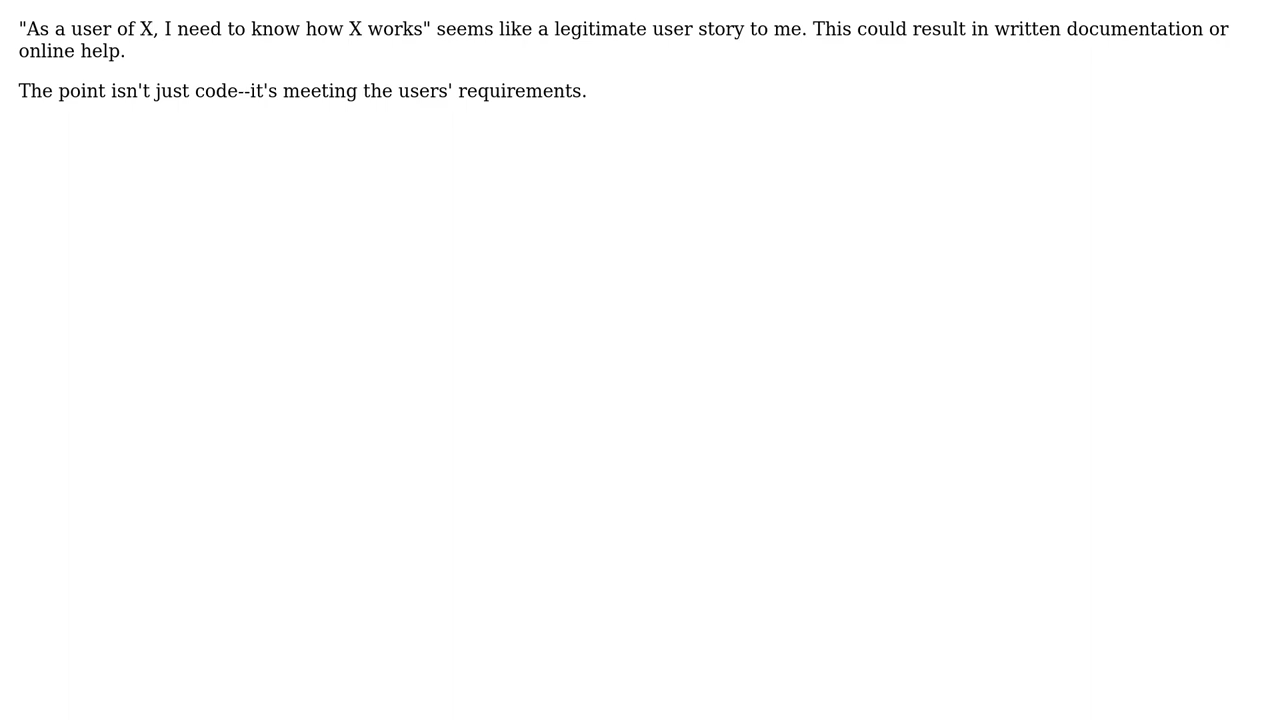 "As a user of X, I need to know how X works" seems like a legitimate user story to me. This could result in written documentation or
online help.
The point isn't just code--it's meeting the users' requirements.